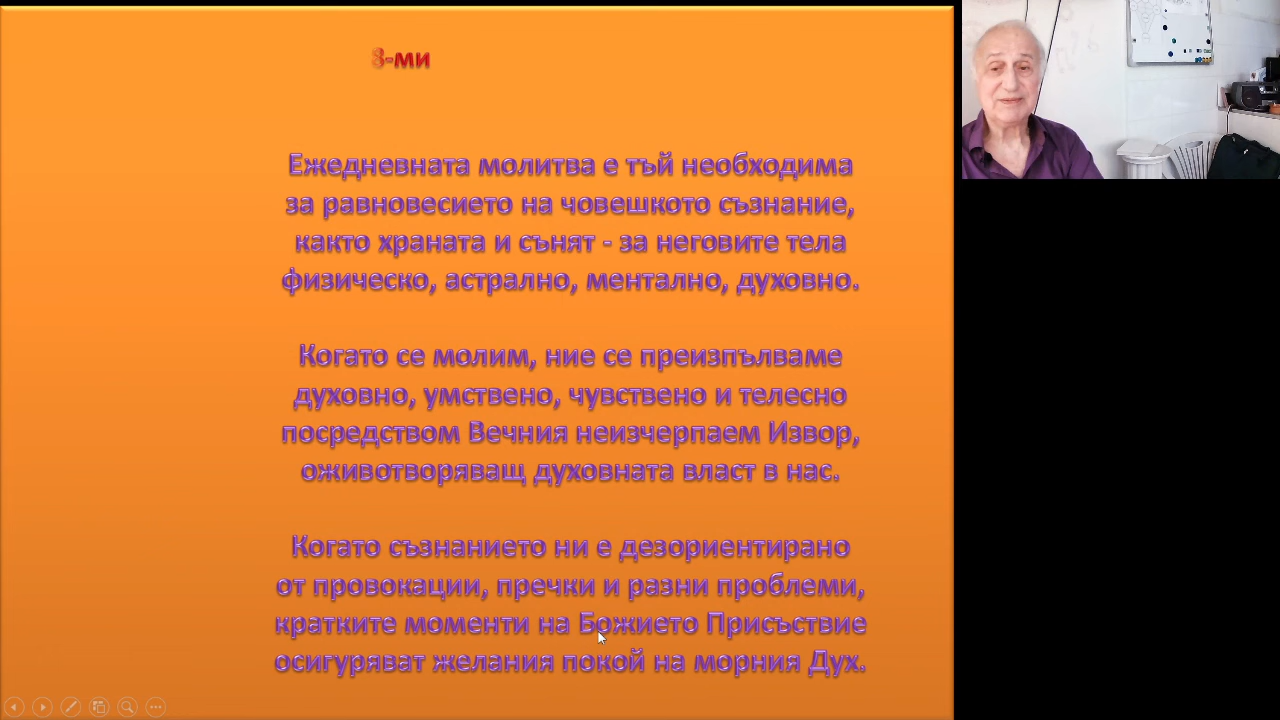 8-ми
Ежедневната молитва е тъй необходима
за равновесието на човешкото съзнание,
както храната и сънят - за неговите тела
физическо, астрално, ментално, духовно.
Когато се молим, ние се преизпълваме
духовно, умствено, чувствено и телесно
посредством Вечния неизчерпаем Извор,
оживотворяващ духовната власт в нас.
Когато съзнанието ни е дезориентирано
от провокации, пречки и разни проблеми,
кратките моменти на Божието Присъствие
осигуряват желания покой на морния Дух.